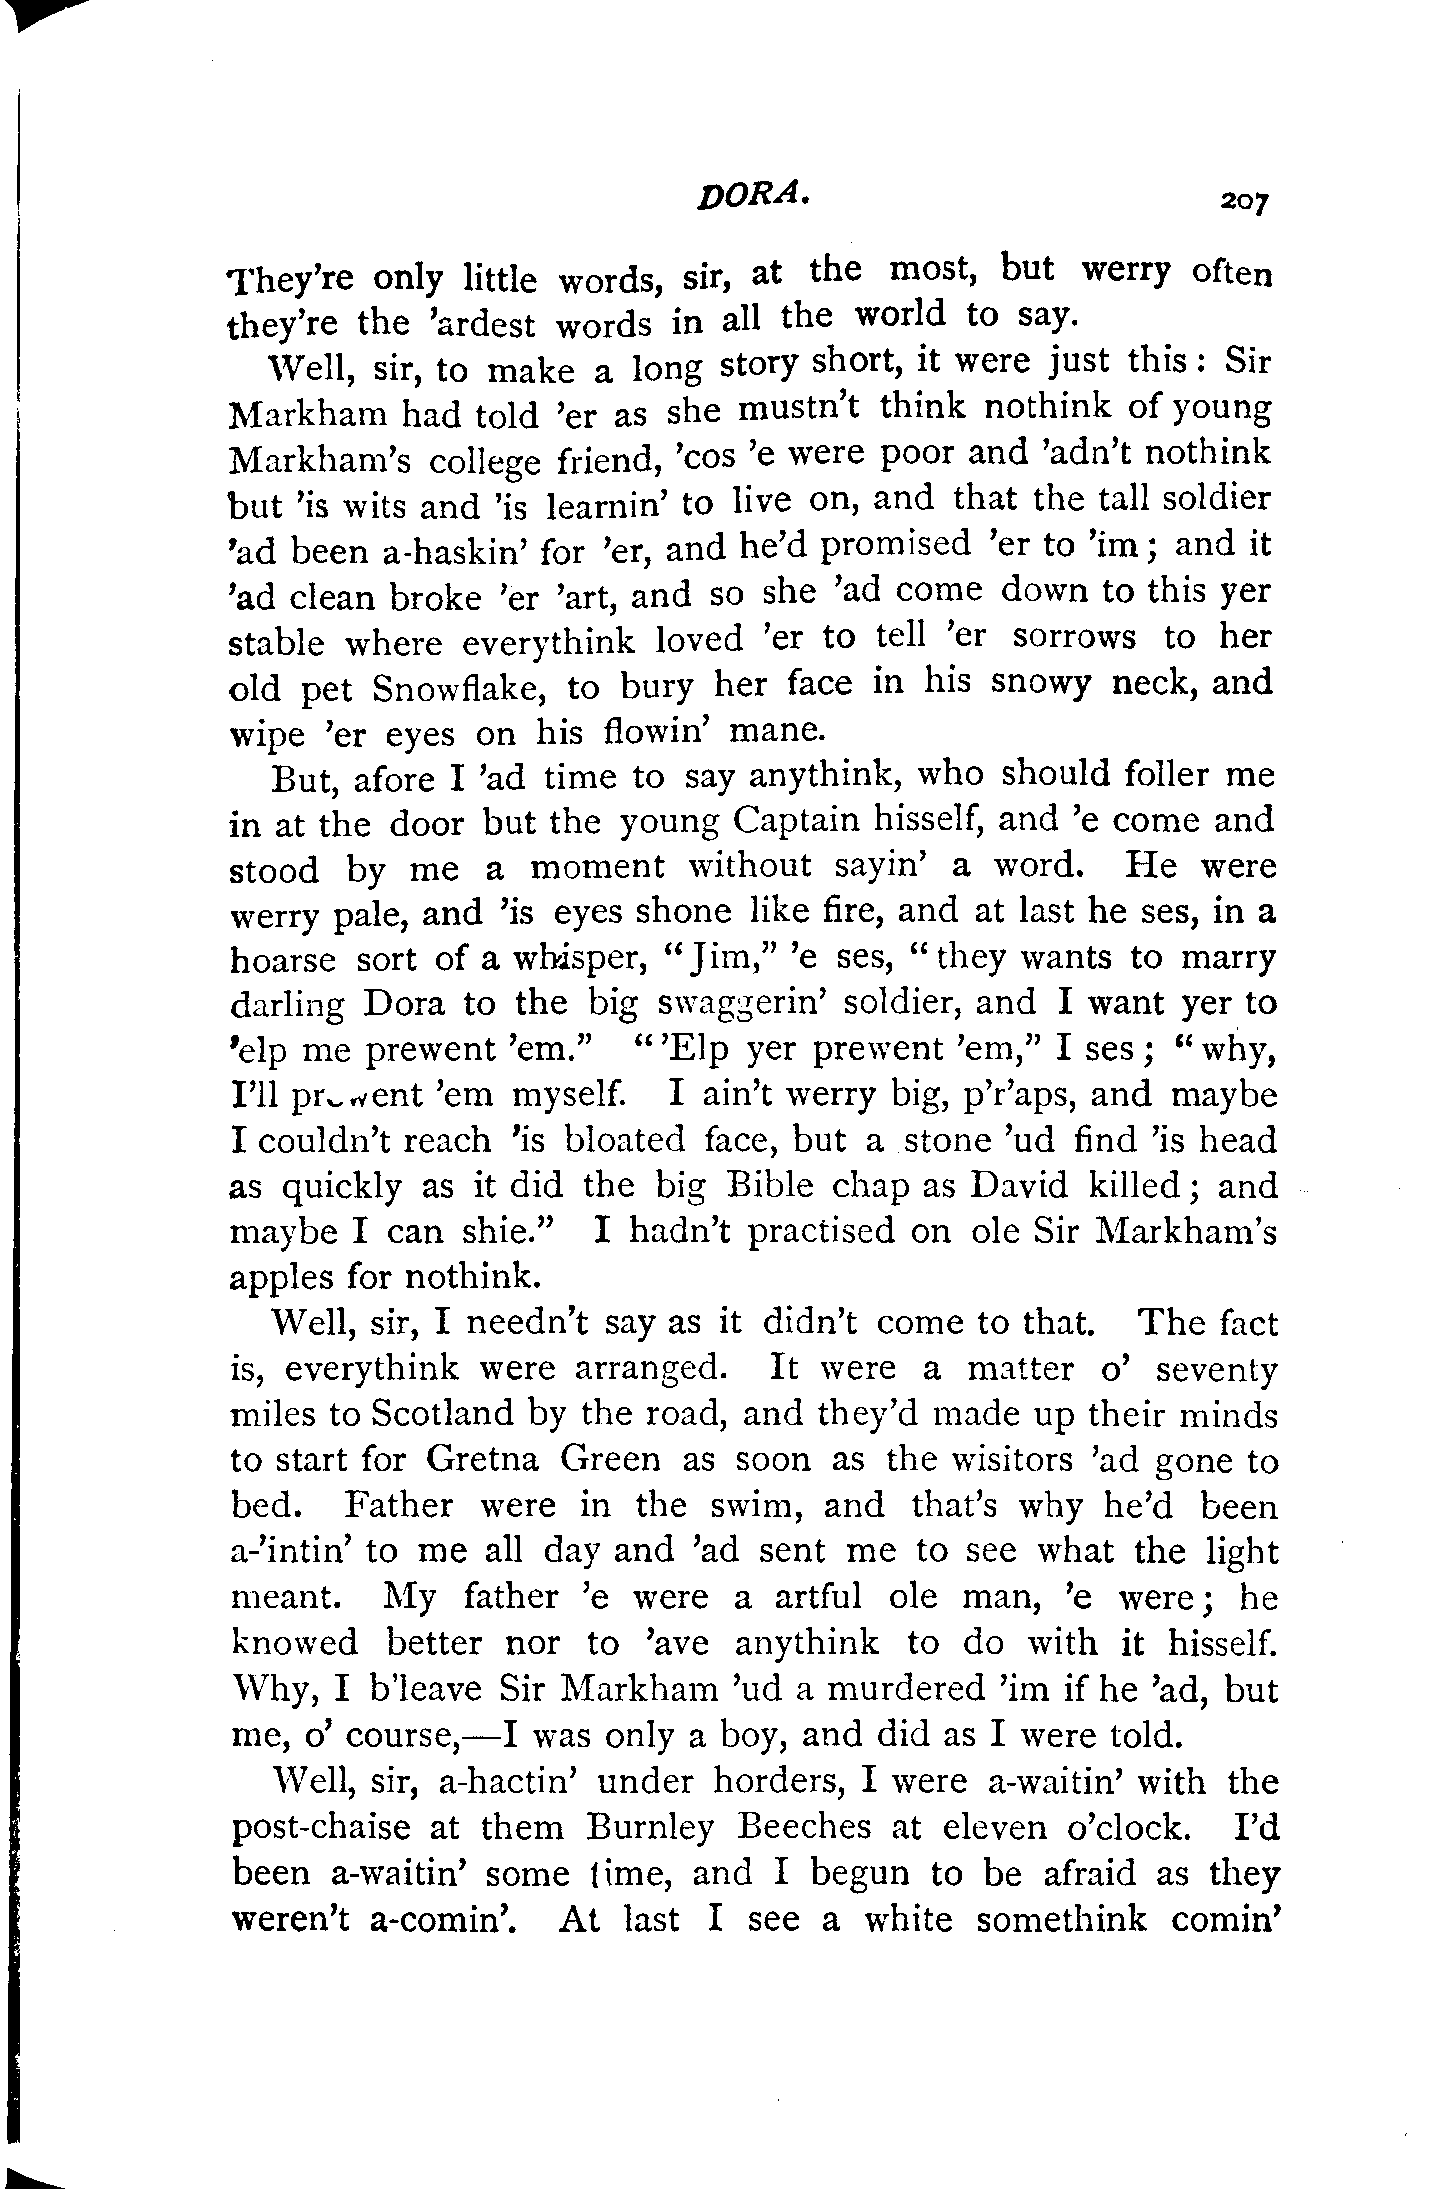 DORA. 207
They're only little words, sir, at the most, but werry often
they're the 'ardest words in all the world to say.
Well, sir, to make a long story short, it were just this : Sir
Markham had told 'er as she mustn't think nothink of young
Markham's college friend, 'cos 'e were poor and 'adn't nothink
but 'is wits and 'is learnin' to live on, and that the tall soldier
'ad been a-haskin' for 'er, and he'd promised 'er to 'im ; and it
'ad clean broke 'er 'art, and so she 'ad come down to this yer
stable where everythink loved 'er to tell 'er sorrows to her
old pet Snowflake, to bury her face in his snowy neck, and
wipe 'er eyes on his flowin' mane.
But, afore I 'ad time to say anythink, who should foller me
in at the door but the young Captain hisself, and 'e come and
stood by me a moment without sayin' a word. He were
werry pale, and 'is eyes shone like fire, and at last he ses, in a
hoarse sort of a whisper, “Jim,” 'e ses, “they wants to marry
darling Dora to the big swaggerin' soldier, and I want yer to
'elp me prewent 'em.” “'Elp yer prewent 'em,” I ses ; “why,
I'll prewent 'em myself. I ain't werry big, p'r'aps, and maybe
I couldn't reach 'is bloated face, but a stone 'ud find 'is head
as quickly as it did the big Bible chap as David killed ; and
maybe I can shie.” I hadn't practised on ole Sir Markham's
apples for nothink.
Well, sir, I needn't say as it didn't come to that. The fact
is, everythink were arranged. It were a matter o' seventy
miles to Scotland by the road, and they'd made up their minds
to start for Gretna Green as soon as the wisitors 'ad gone to
bed. Father were in the swim, and that's why he'd been
a-'intin' to me all day and 'ad sent me to see what the light
meant. My father 'e were a artful ole man, 'e were ; he
knowed better nor to 'ave anythink to do with it hisself.
Why, I b'leave Sir Markham 'ud a murdered 'im if he 'ad, but
me, o' course,—I was only a boy, and did as I were told.
Well, sir, a-hactin' under horders, I were a-waitin' with the
post-chaise at them Burnley Beeches at eleven o'clock. I'd
been a-waitin' some time, and I begun to be afraid as they
weren't a-comin'. At last I see a white somethink comin'